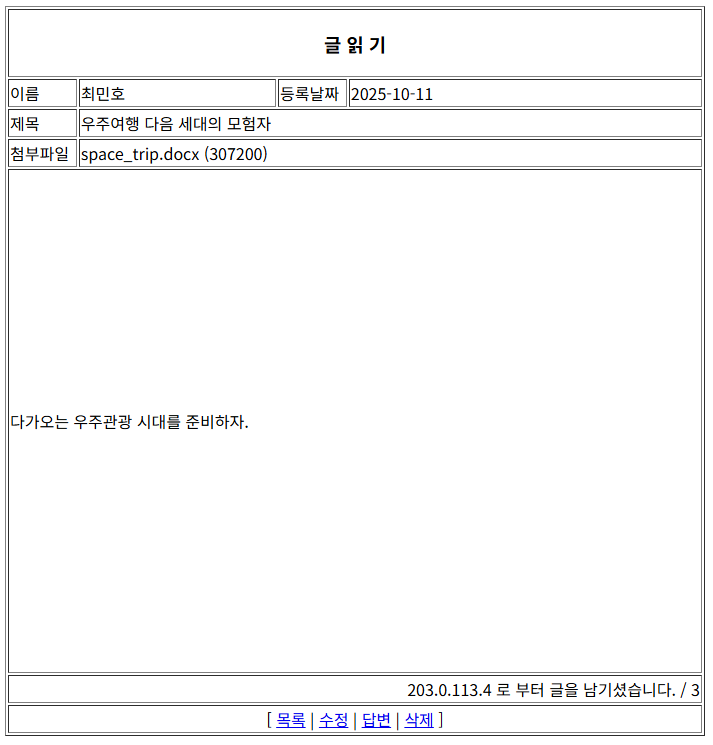 글 읽 기
이름 최민호 등록날짜 2025-10-11
제목 우주여행 다음 세대의 모험자
첨부파일 space_trip.docx (307200)
다가오는 우주관광 시대를 준비하자.
203.0.113.4 로 부터 글을 남기셨습니다. / 3
[ 목록 | 수정 | 답변 | 삭제 ]